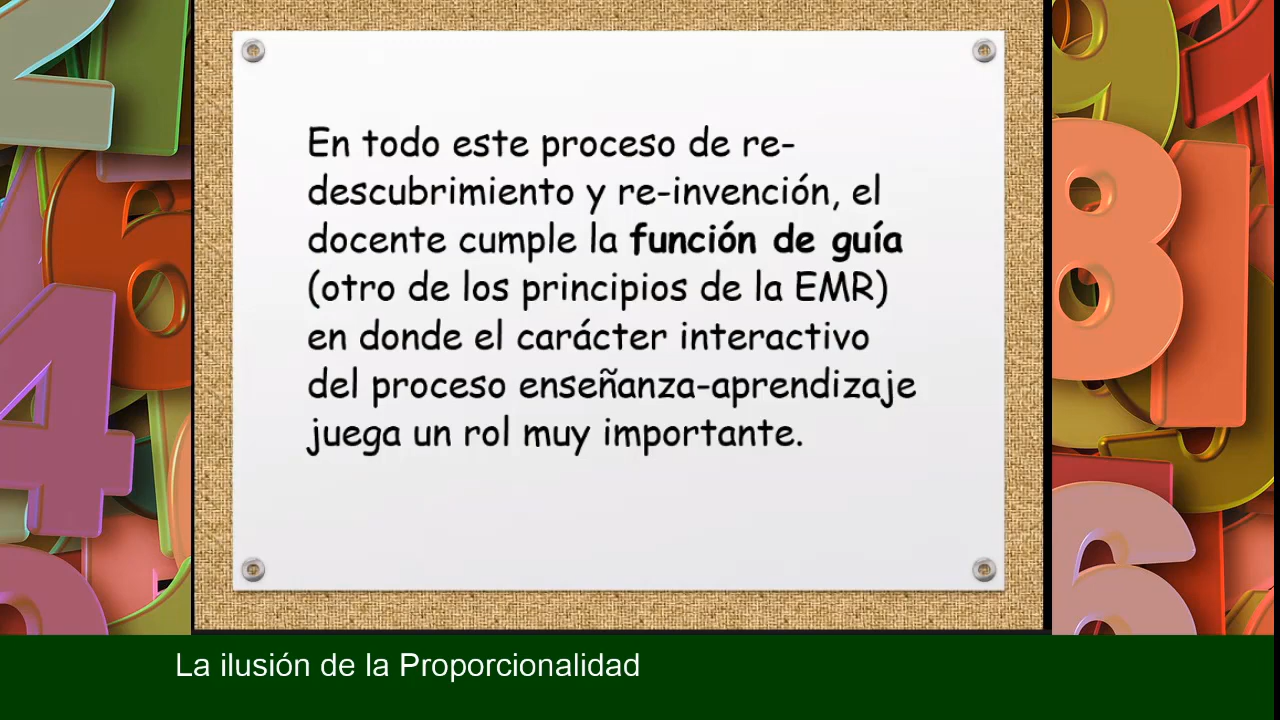 En todo este proceso de re-
descubrimiento y re-invención, el
docente cumple la función de guía
(otro de los principios de la EMR)
en donde el carácter interactivo
del proceso enseñanza-aprendizaje
juega un rol muy importante.
La ilusión de la Proporcionalidad